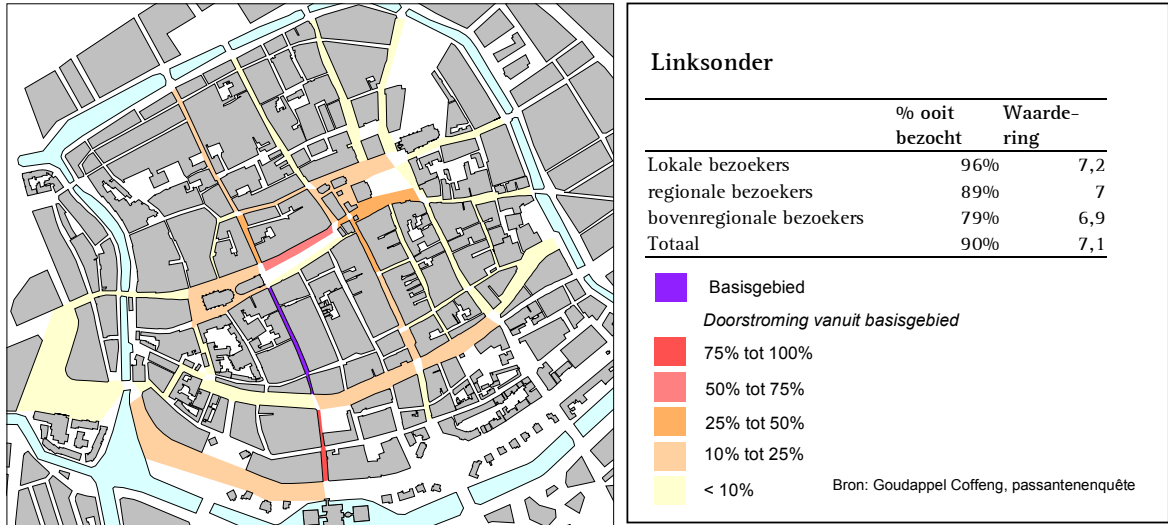 Linksonder
% ooit Waarde-
bezocht ring
Lokale bezoekers 96% 7,2
regionale bezoekers 89% 7
bovenregionale bezoekers 79% 6,9
Totaal 90% 7,1
Basisgebied
Doorstroming vanuit basisgebied
75% tot 100%
50% tot 75%
25% tot 50%
10% tot 25%
< 10%
Bron: Goudappel Coffeng, passantenenquête